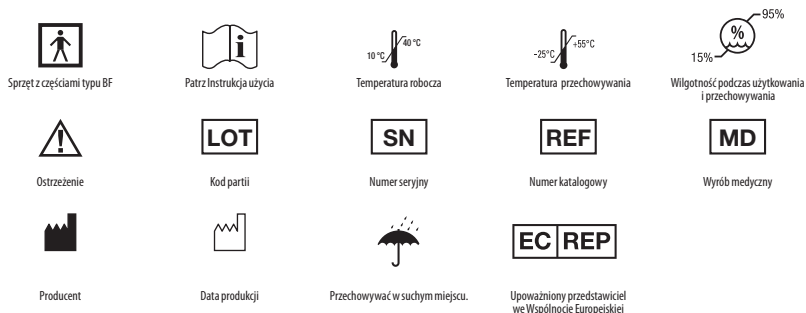 10 °C 40 °C
-25°C +55°C
% 95%
15%
Sprzęt z częściami typu BF
Patrz Instrukcja użycia
Temperatura robocza
Temperatura przechowywania
Wilgotność podczas użytkowania
i przechowywania
LOT
SN
REF
MD
Ostrzeżenie
Kod partii
Numer seryjny
Numer katalogowy
Wyrób medyczny
EC REP
Producent
Data produkcji
Przechowywać w suchym miejscu.
Upoważniony przedstawiciel
we Wspólnocie Europejskiej